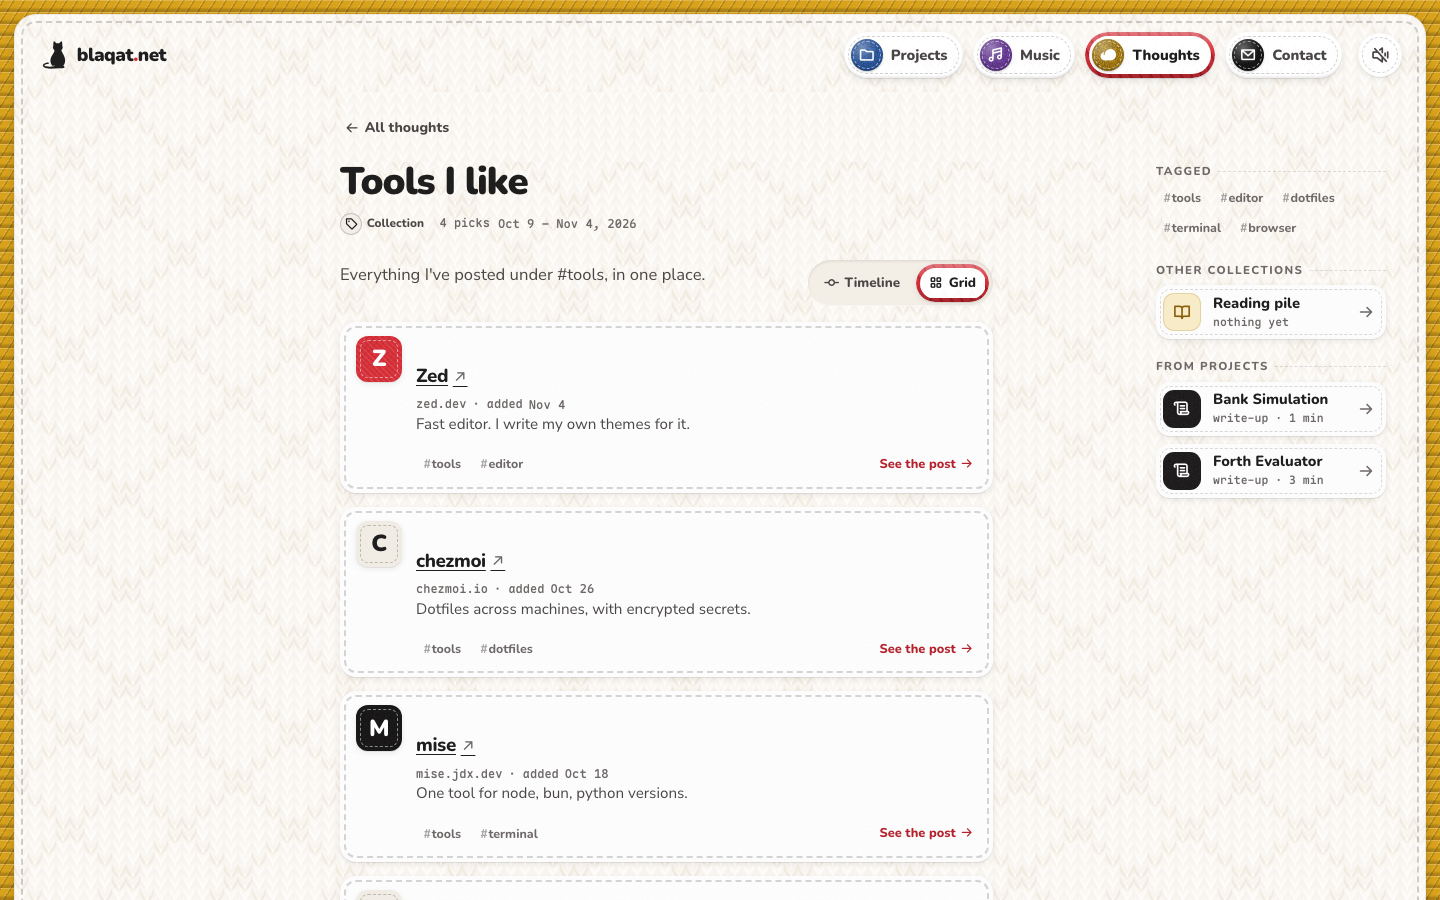 blaqat.net
Projects
Music
Thoughts
Contact
All thoughts
Tools I like
Collection 4 picks Oct 9 – Nov 4, 2026
Everything I've posted under #tools, in one place.
Timeline
Grid
Z
Zed
zed.dev · added Nov 4
Fast editor. I write my own themes for it.
#tools #editor
See the post
C
chezmoi
chezmoi.io · added Oct 26
Dotfiles across machines, with encrypted secrets.
#tools #dotfiles
See the post
M
mise
mise.jdx.dev · added Oct 18
One tool for node, bun, python versions.
#tools #terminal
See the post
TAGGED
#tools #editor #dotfiles
#terminal #browser
OTHER COLLECTIONS
Reading pile
nothing yet
FROM PROJECTS
Bank Simulation
write-up · 1 min
Forth Evaluator
write-up · 3 min